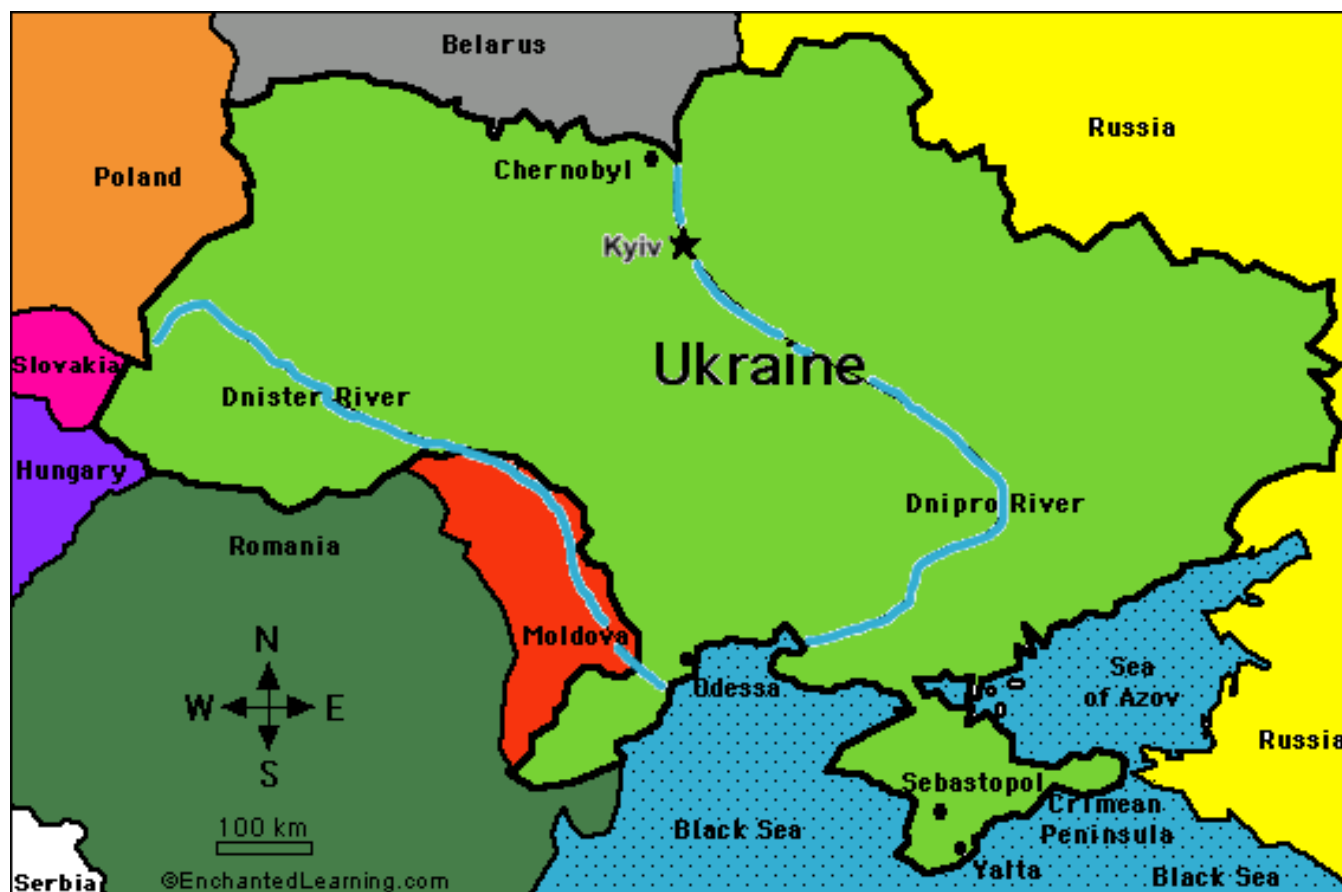 Belarus
Russia
Chernobyl
Poland
Kyiv
Ukraine
Slovakia
Dnister River
Hungary
Dnipro River
Romania
Moldova
N
W E
S
Odessa
Sea
of Azov
Russia
Sebastopol
Crimean
Peninsula
Black Sea
100 km
Yalta
Black Sea
Serbia
©EnchantedLearning.com